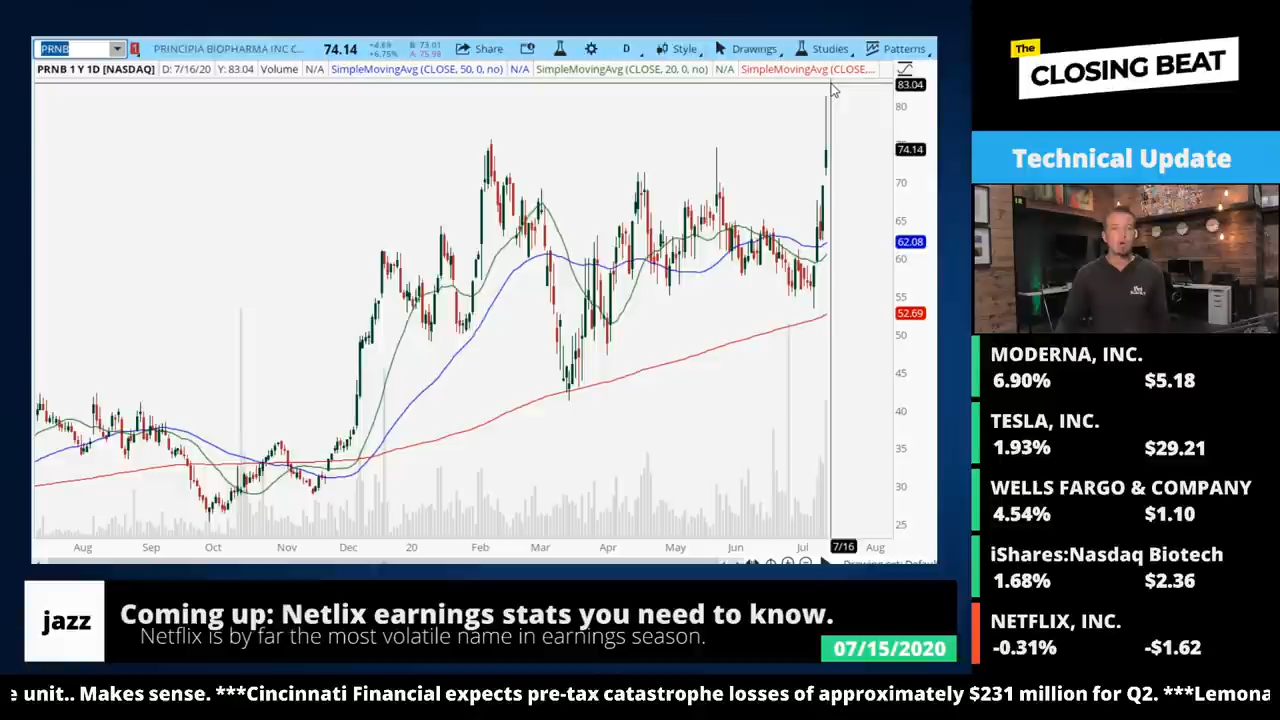 PRNB
1
PRINCIPIA BIOPHARMA INC C...
74.14
+4.69
+6.75%
B: 73.01
A: 75.98
Share
D
Style
Drawings
Studies
Patterns
PRNB 1 Y 1D [NASDAQ]
D: 7/16/20
Y: 83.04
Volume
N/A
SimpleMovingAvg (CLOSE, 50, 0, no)
N/A
SimpleMovingAvg (CLOSE, 20, 0, no)
N/A
SimpleMovingAvg (CLOSE,...
83.04
80
74.14
70
65
62.08
60
55
52.69
50
45
40
35
30
25
Aug
Sep
Oct
Nov
Dec
20
Feb
Mar
Apr
May
Jun
Jul
7/16
Aug
The
CLOSING BEAT
Technical Update
MODERNA, INC.
6.90% $5.18
TESLA, INC.
1.93% $29.21
WELLS FARGO & COMPANY
4.54% $1.10
iShares:Nasdaq Biotech
1.68% $2.36
NETFLIX, INC.
-0.31% -$1.62
jazz
Coming up: Netlix earnings stats you need to know.
Netflix is by far the most volatile name in earnings season.
07/15/2020
e unit.. Makes sense. ***Cincinnati Financial expects pre-tax catastrophe losses of approximately $231 million for Q2. ***Lemona